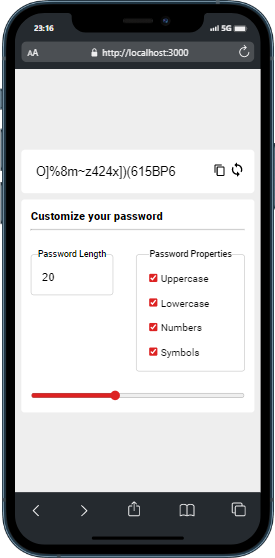 23:16
5G
AA
http://localhost:3000
O]%8m~z424x])(615BP6
Customize your password
Password Length
20
Password Properties
Uppercase
Lowercase
Numbers
Symbols